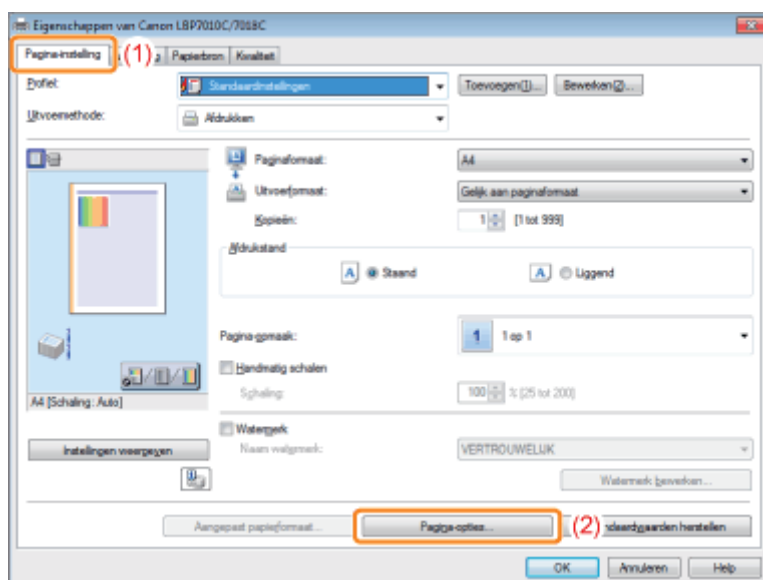 Eigenschappen van Canon LBP7010C/7018C
Pagina-instelling (1) g Papierbron Kwaliteit
Profiel: Standaardinstellingen Toevoegen(1)... Bewerken(2)...
Uitvoermethode: Afdrukken
Paginaformaat: A4
Uitvoerformaat: Gelijk aan paginaformaat
Kopieën: 1 [1 tot 999]
Afdrukstand
A Staand A Liggend
Pagina-opmaak: 1 1 op 1
Handmatig schalen
Schaling: 100 % [25 tot 200]
A4 [Schaling: Auto]
Watermerk
Naam watermerk: VERTROUWELIJK
Instellingen weergeven
Watermerk bewerken...
Aangepast papierformaat... Pagina-opties... (2) ndaardwaarden herstellen
OK Annuleren Help